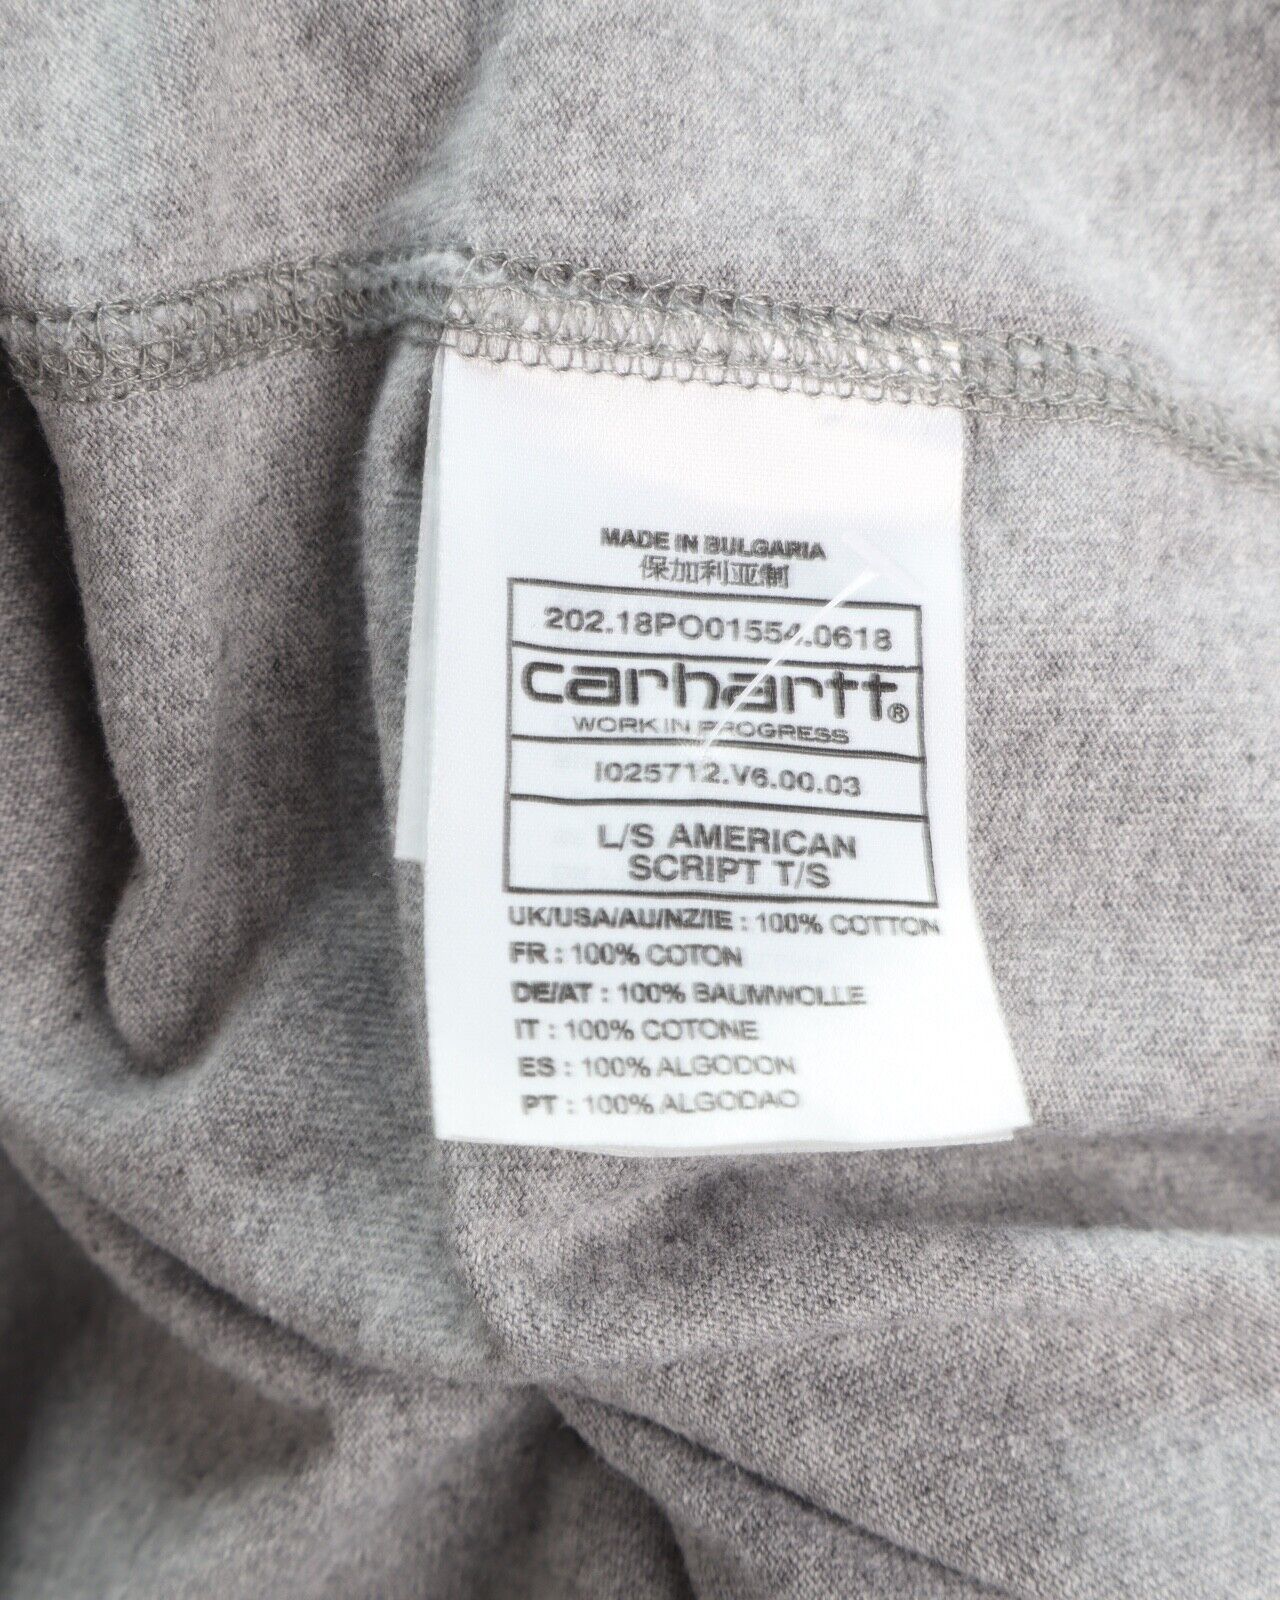 MADE IN BULGARIA
保加利亚制
202.18PO01554.0618
carhartt®
WORK IN PROGRESS
I025712.V6.00.03
L/S AMERICAN
SCRIPT T/S
UK/USA/AU/NZ/IE : 100% COTTON
FR : 100% COTON
DE/AT : 100% BAUMWOLLE
IT : 100% COTONE
ES : 100% ALGODON
PT : 100% ALGODAO